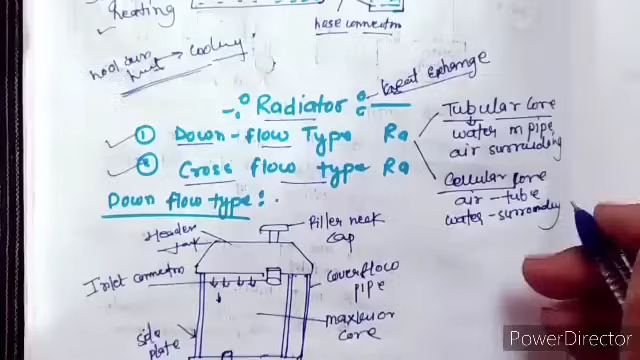 heating
hose connector
cooling
heat exchange
Radiator :-
① Down-flow Type Ra
② Cross flow type Ra
Tubular core
water in pipe
air surrounding
Cellular core
air - tube
water - surrounding
Down flow type :-
Header
tank
Filler neck
cap
Inlet connector
overflow
pipe
side
plate
core
PowerDirector